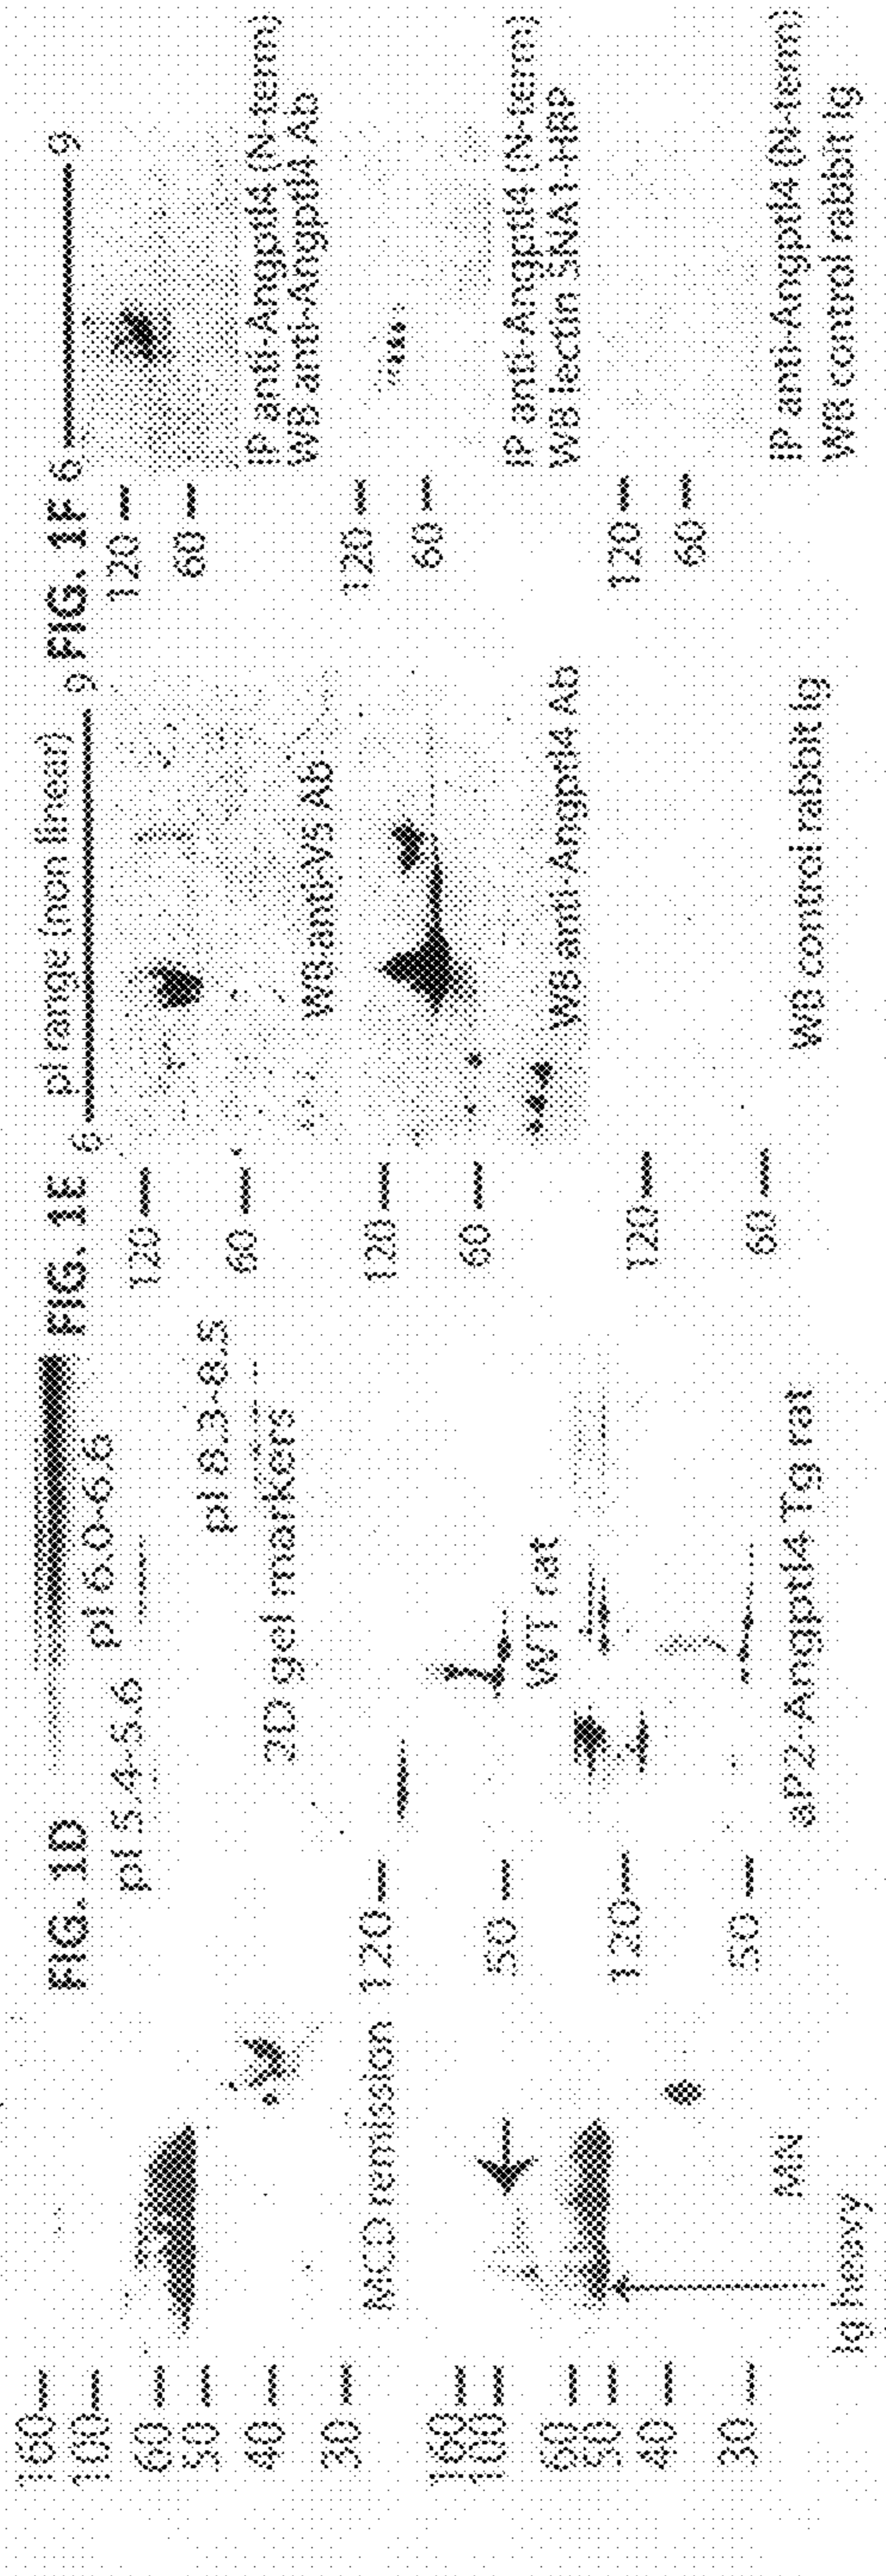 160
100
60
50
40
30
MCD remission
160
100
60
50
40
30
MN
Ig heavy
FIG. 1D
pI 5.4-5.6
pI 6.0-6.6
pI 8.3-8.5
2D gel markers
120
50
WT rat
120
50
aP2-Angptl4 Tg rat
FIG. 1E
pI range (non linear)
6
9
120
60
WB anti-V5 Ab
120
60
WB anti-Angptl4 Ab
120
60
WB control rabbit Ig
FIG. 1F
6
9
120
60
IP anti-Angptl4 (N-term)
WB anti-Angptl4 Ab
120
60
IP anti-Angptl4 (N-term)
WB lectin SNA1-HRP
120
60
IP anti-Angptl4 (N-term)
WB control rabbit Ig